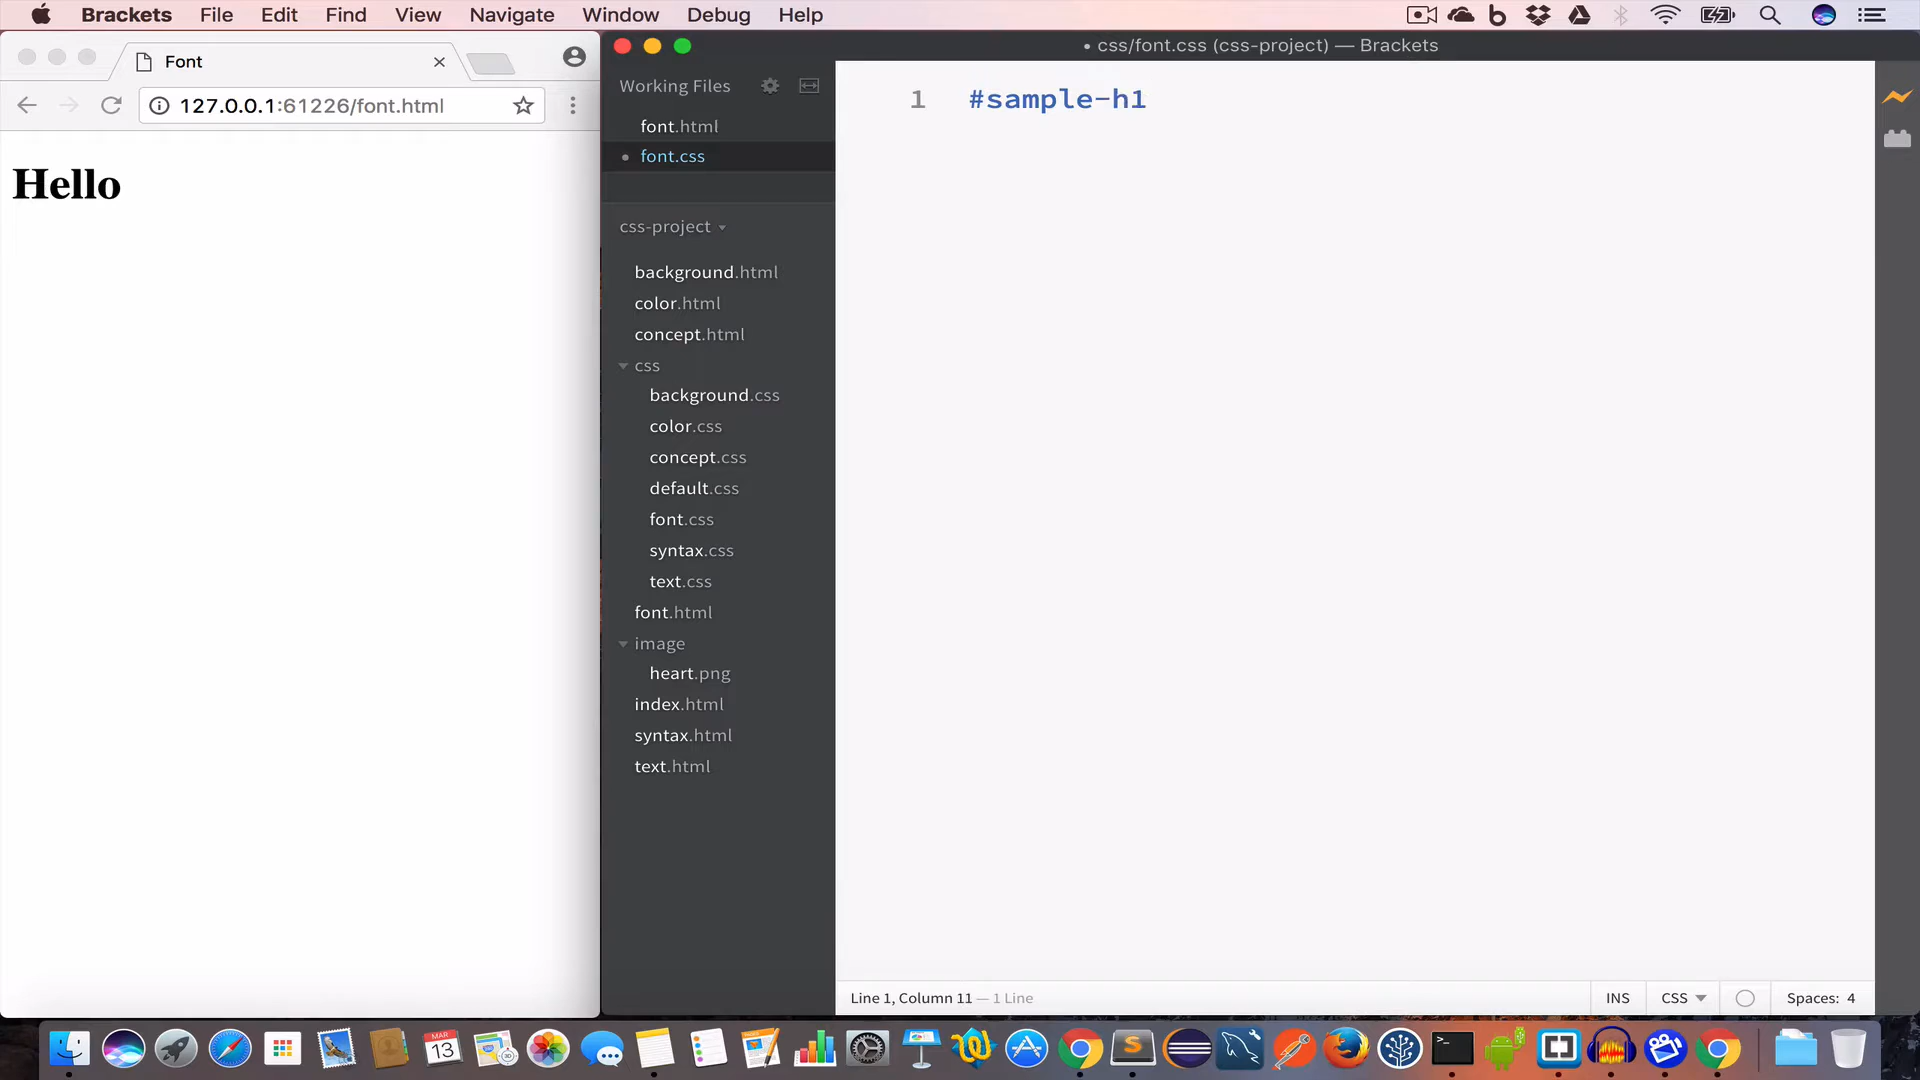 Brackets File Edit Find View Navigate Window Debug Help
Font
127.0.0.1:61226/font.html
Hello
• css/font.css (css-project) — Brackets
Working Files
font.html
font.css
css-project
background.html
color.html
concept.html
css
background.css
color.css
concept.css
default.css
font.css
syntax.css
text.css
font.html
image
heart.png
index.html
syntax.html
text.html
1 #sample-h1
Line 1, Column 11 — 1 Line
INS CSS Spaces: 4
MAR
13